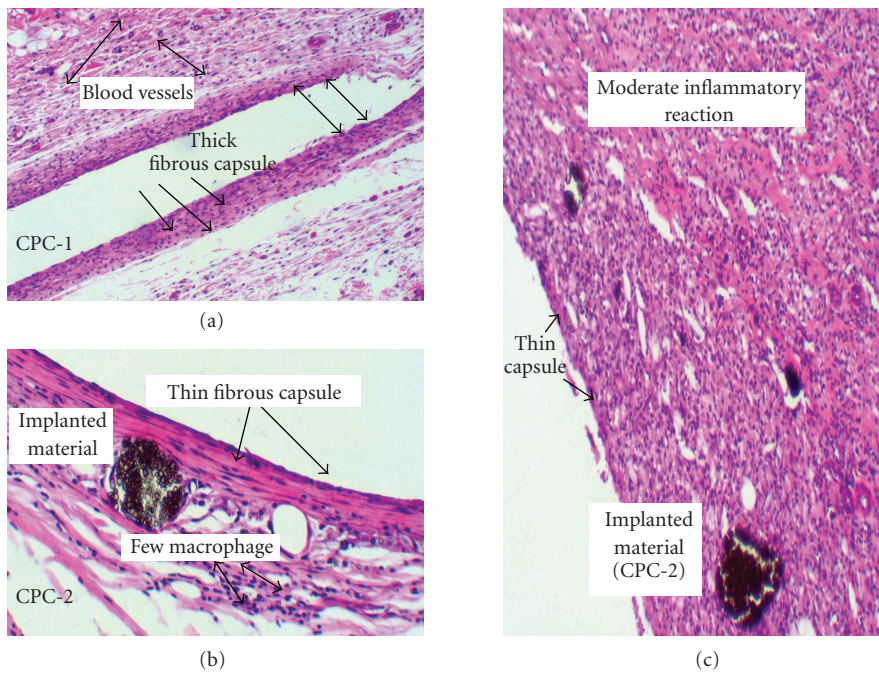 Blood vessels
Thick
fibrous capsule
CPC-1
(a)
Thin fibrous capsule
Implanted
material
Few macrophage
CPC-2
(b)
Moderate inflammatory
reaction
Thin
capsule
Implanted
material
(CPC-2)
(c)